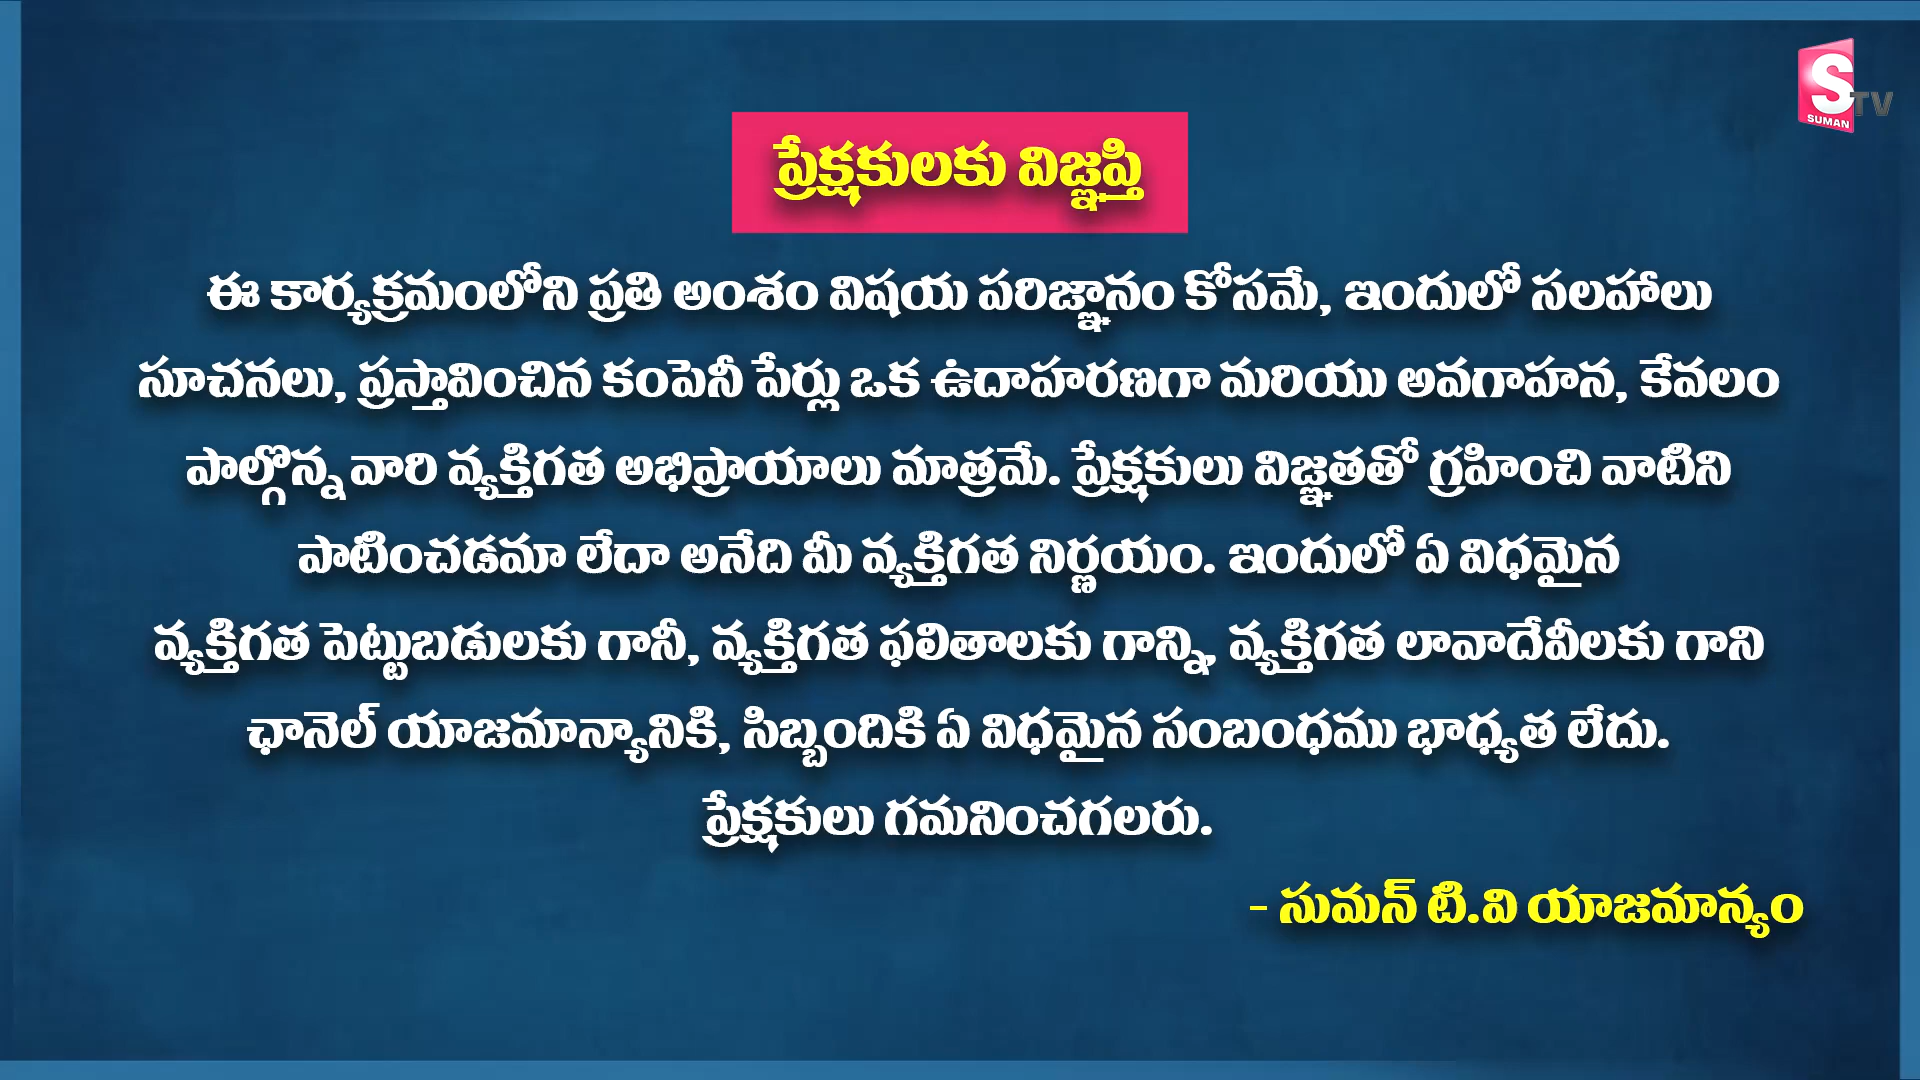 S
TV
SUMAN
ప్రేక్షకులకు విజ్ఞప్తి
ఈ కార్యక్రమంలోని ప్రతి అంశం విషయ పరిజ్ఞానం కోసమే, ఇందులో సలహాలు
సూచనలు, ప్రస్తావించిన కంపెనీ పేర్లు ఒక ఉదాహరణగా మరియు అవగాహన, కేవలం
పాల్గొన్న వారి వ్యక్తిగత అభిప్రాయాలు మాత్రమే. ప్రేక్షకులు విజ్ఞతతో గ్రహించి వాటిని
పాటించడమా లేదా అనేది మీ వ్యక్తిగత నిర్ణయం. ఇందులో ఏ విధమైన
వ్యక్తిగత పెట్టుబడులకు గానీ, వ్యక్తిగత ఫలితాలకు గాన్ని, వ్యక్తిగత లావాదేవీలకు గాని
ఛానెల్ యాజమాన్యానికి, సిబ్బందికి ఏ విధమైన సంబంధము భాధ్యత లేదు.
ప్రేక్షకులు గమనించగలరు.
- సుమన్ టి.వి యాజమాన్యం